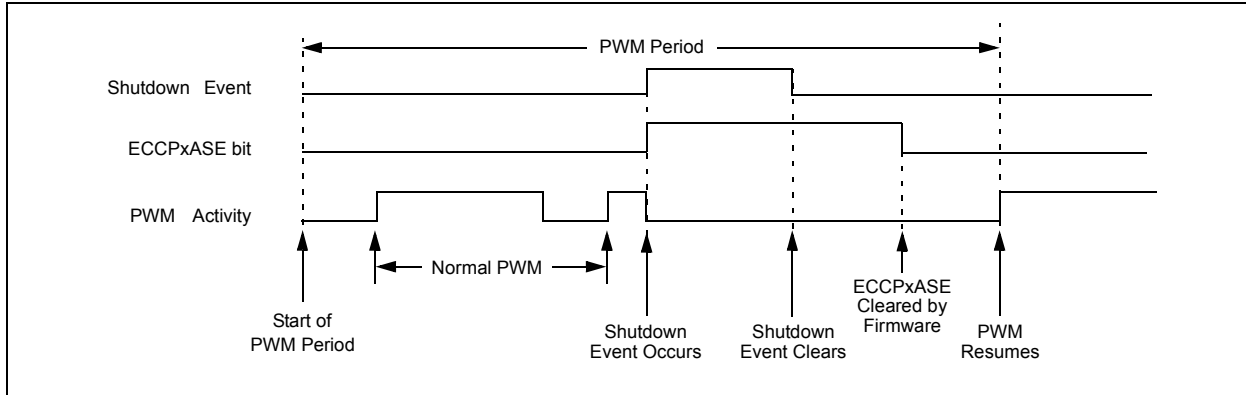 PWM Period
Shutdown Event
ECCPxASE bit
PWM Activity
Normal PWM
Start of
PWM Period
Shutdown
Event Occurs
Shutdown
Event Clears
ECCPxASE
Cleared by
Firmware
PWM
Resumes